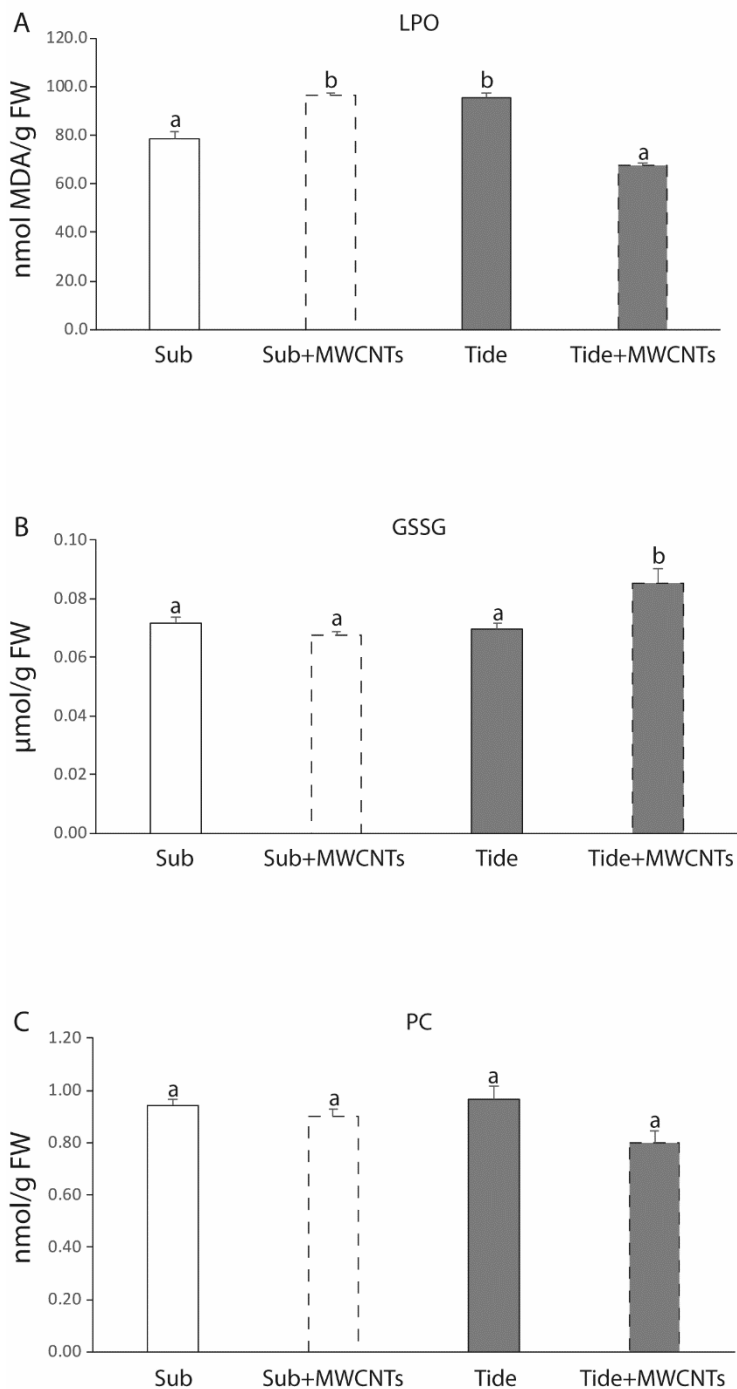 A
LPO
nmol MDA/g FW
120.0
100.0
80.0
60.0
40.0
20.0
0.0
a
b
b
a
Sub
Sub+MWCNTs
Tide
Tide+MWCNTs
B
GSSG
µmol/g FW
0.10
0.08
0.06
0.04
0.02
0.00
a
a
a
b
Sub
Sub+MWCNTs
Tide
Tide+MWCNTs
C
PC
nmol/g FW
1.20
1.00
0.80
0.60
0.40
0.20
0.00
a
a
a
a
Sub
Sub+MWCNTs
Tide
Tide+MWCNTs